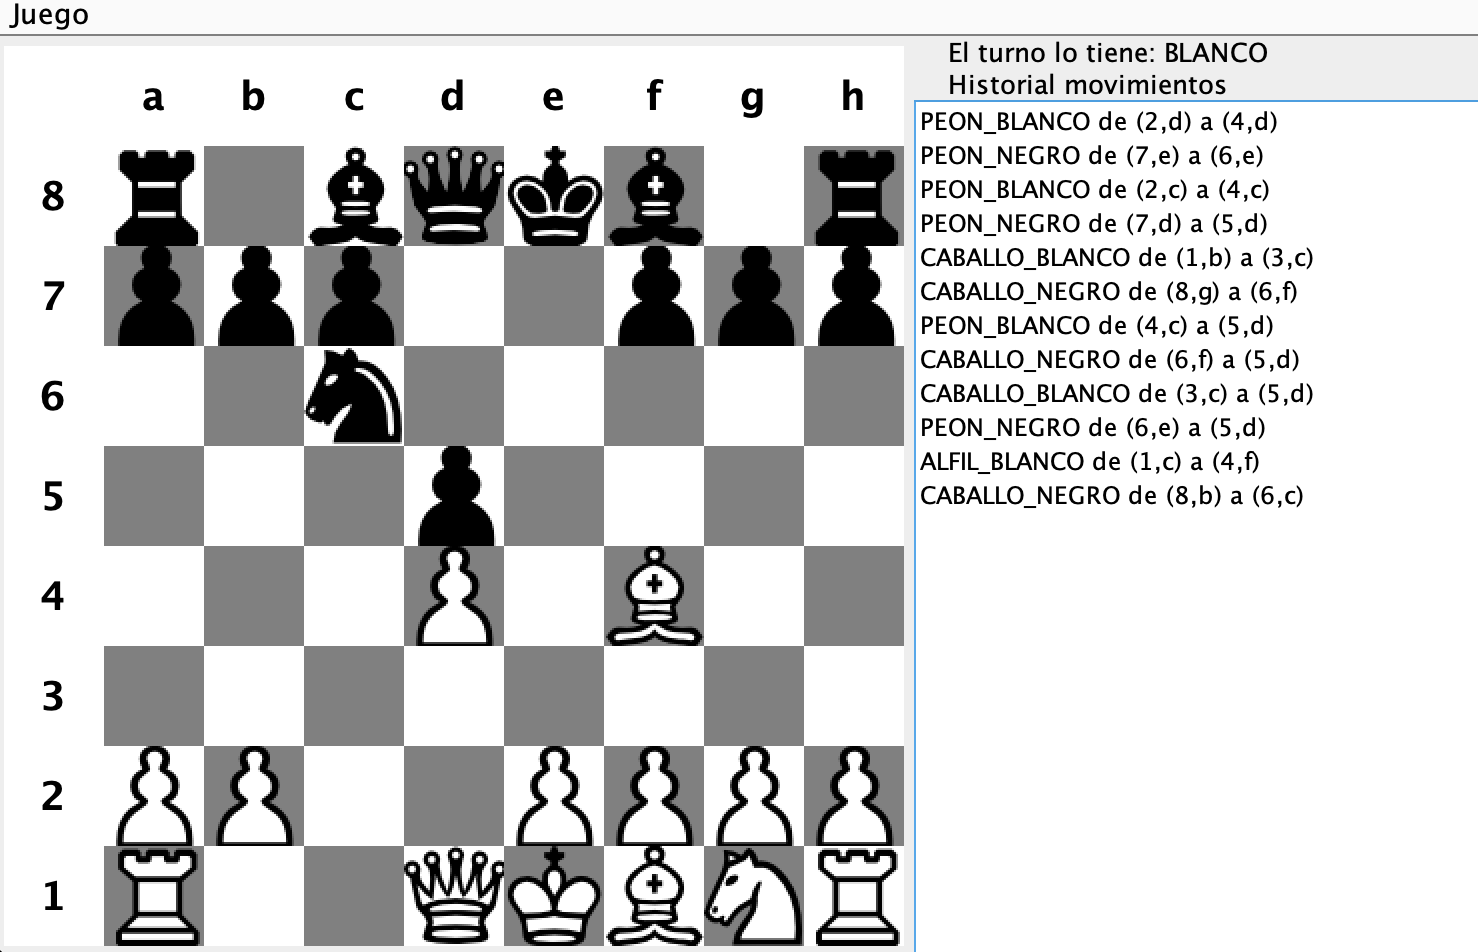 Juego
El turno lo tiene: BLANCO
Historial movimientos
a b c d e f g h
8
7
6
5
4
3
2
1
PEON_BLANCO de (2,d) a (4,d)
PEON_NEGRO de (7,e) a (6,e)
PEON_BLANCO de (2,c) a (4,c)
PEON_NEGRO de (7,d) a (5,d)
CABALLO_BLANCO de (1,b) a (3,c)
CABALLO_NEGRO de (8,g) a (6,f)
PEON_BLANCO de (4,c) a (5,d)
CABALLO_NEGRO de (6,f) a (5,d)
CABALLO_BLANCO de (3,c) a (5,d)
PEON_NEGRO de (6,e) a (5,d)
ALFIL_BLANCO de (1,c) a (4,f)
CABALLO_NEGRO de (8,b) a (6,c)